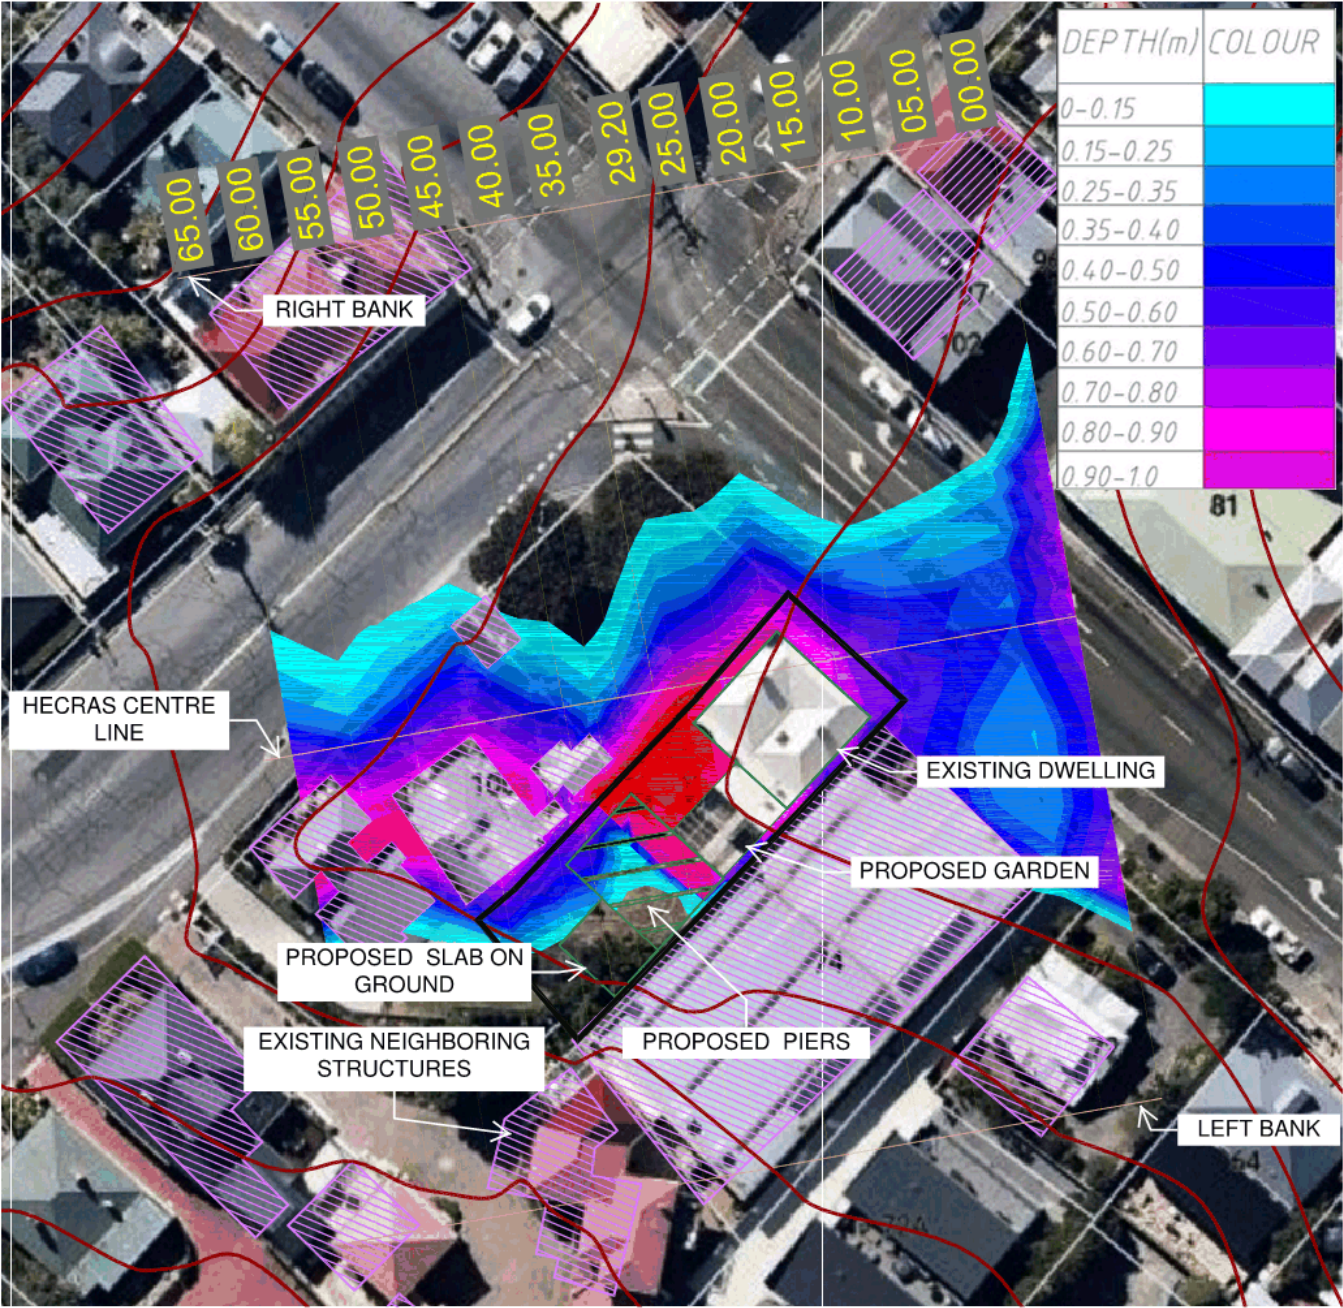 DEPTH(m) COLOUR
0-0.15
0.15-0.25
0.25-0.35
0.35-0.40
0.40-0.50
0.50-0.60
0.60-0.70
0.70-0.80
0.80-0.90
0.90-1.0
65.00 60.00 55.00 50.00 45.00 40.00 35.00 29.20 25.00 20.00 15.00 10.00 05.00 00.00
RIGHT BANK
102
81
HECRAS CENTRE
LINE
EXISTING DWELLING
PROPOSED GARDEN
PROPOSED SLAB ON
GROUND
PROPOSED PIERS
EXISTING NEIGHBORING
STRUCTURES
LEFT BANK